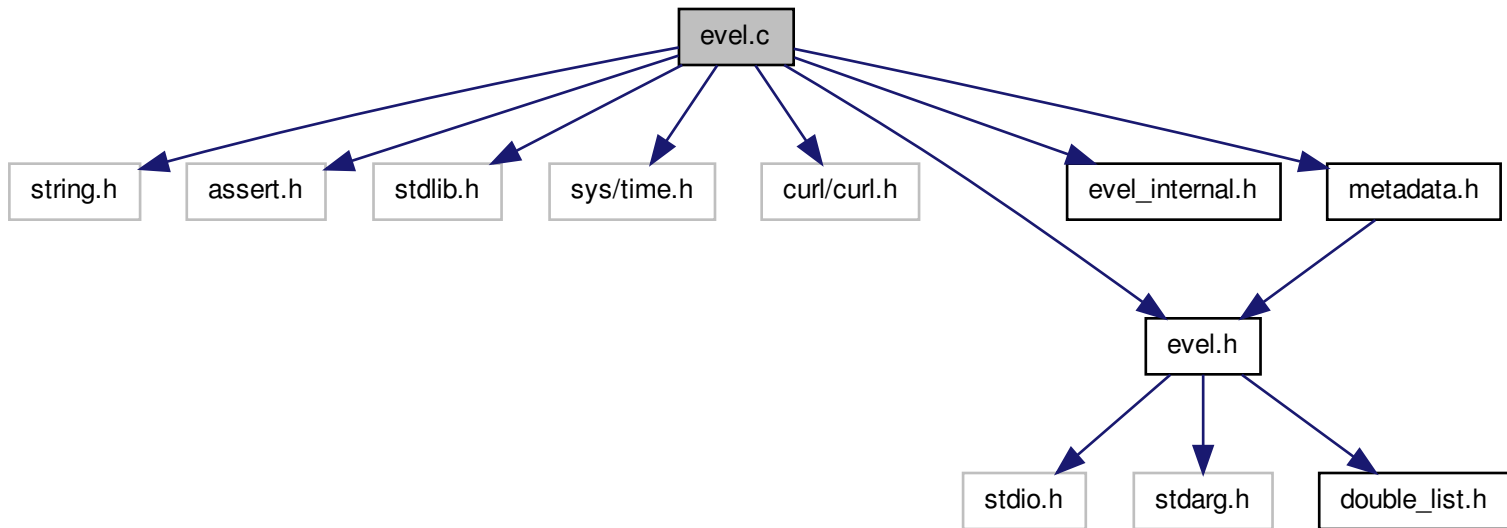 evel.c
string.h
assert.h
stdlib.h
sys/time.h
curl/curl.h
evel_internal.h
metadata.h
evel.h
stdio.h
stdarg.h
double_list.h